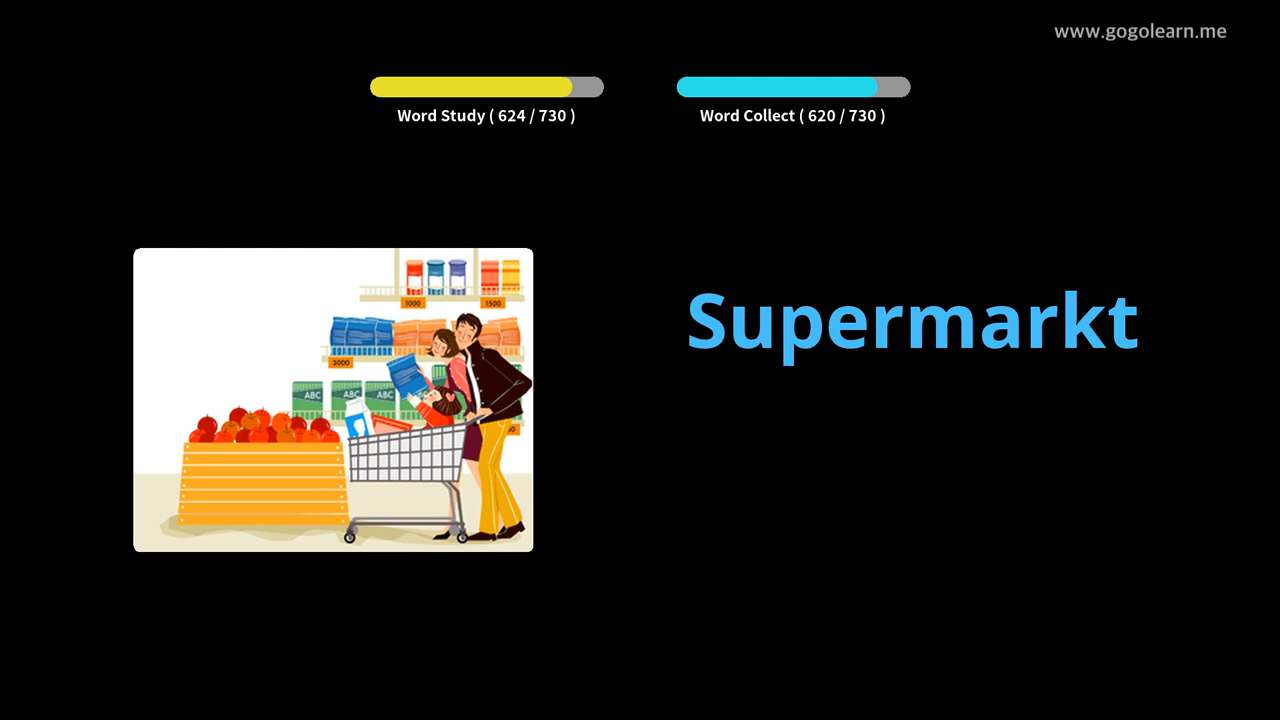 www.gogolearn.me
Word Study ( 624 / 730 )
Word Collect ( 620 / 730 )
Supermarkt
1000
1500
3000
ABC
ABC
ABC